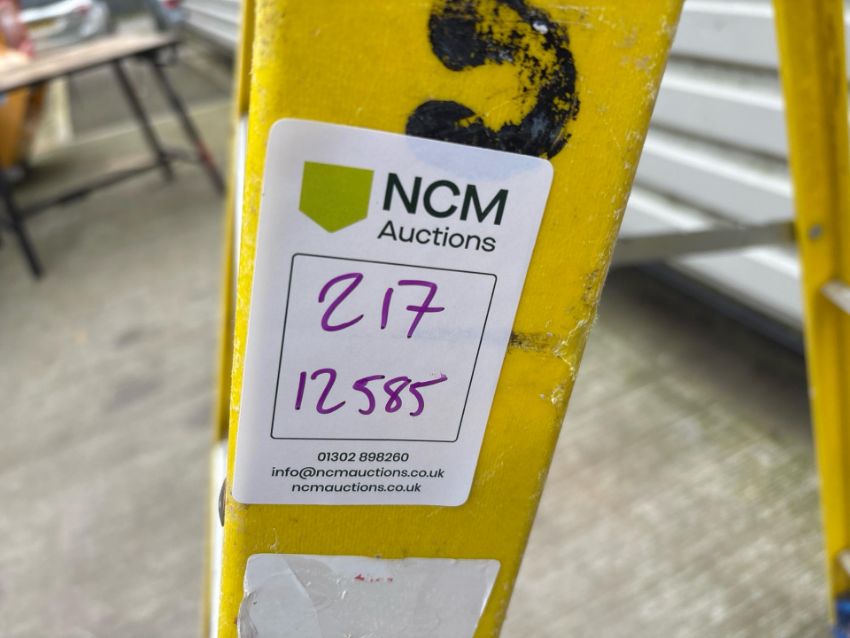 NCM
Auctions
217
12585
01302 898260
info@ncmauctions.co.uk
ncmauctions.co.uk